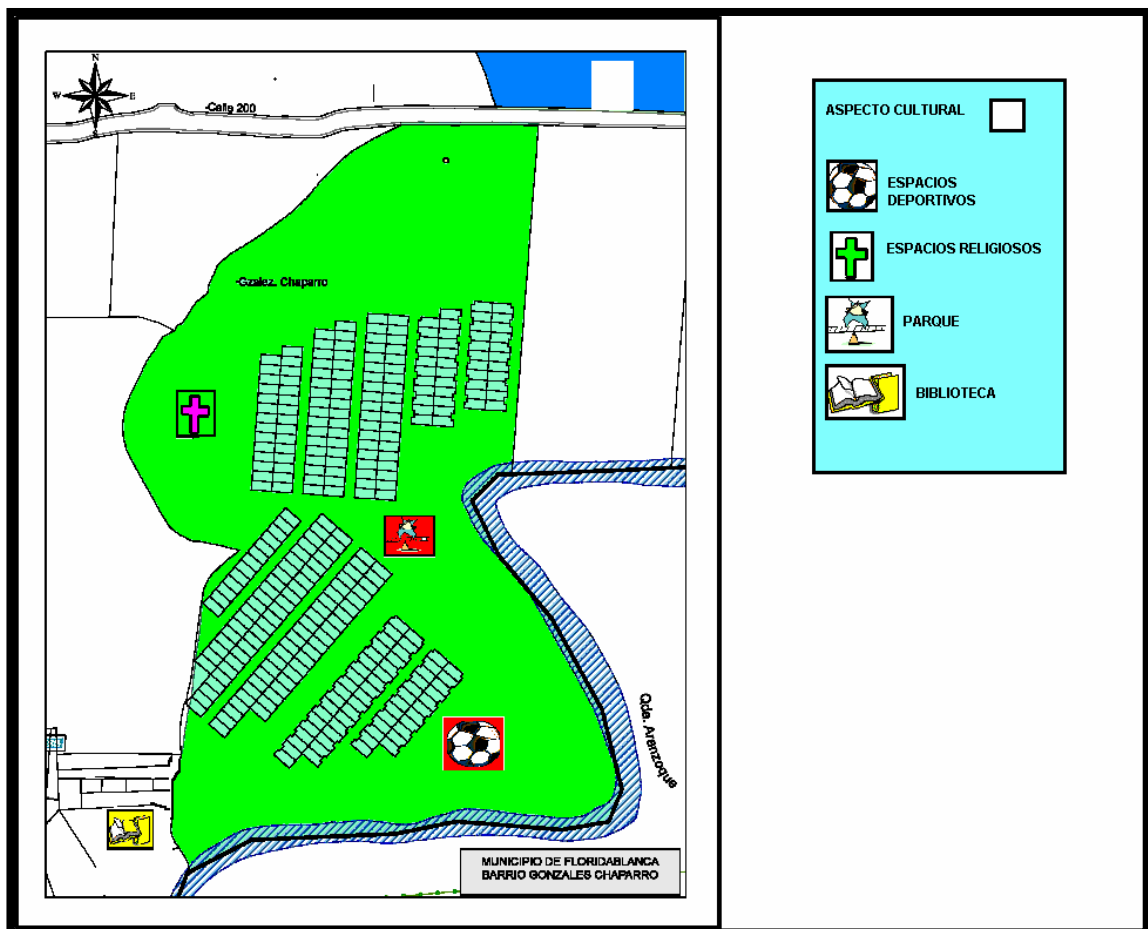 N
W E
S
-Calle 200
-Gzalez. Chaparro
Qda. Aranzoque
MUNICIPIO DE FLORIDABLANCA
BARRIO GONZALES CHAPARRO
ASPECTO CULTURAL
ESPACIOS
DEPORTIVOS
ESPACIOS RELIGIOSOS
PARQUE
BIBLIOTECA